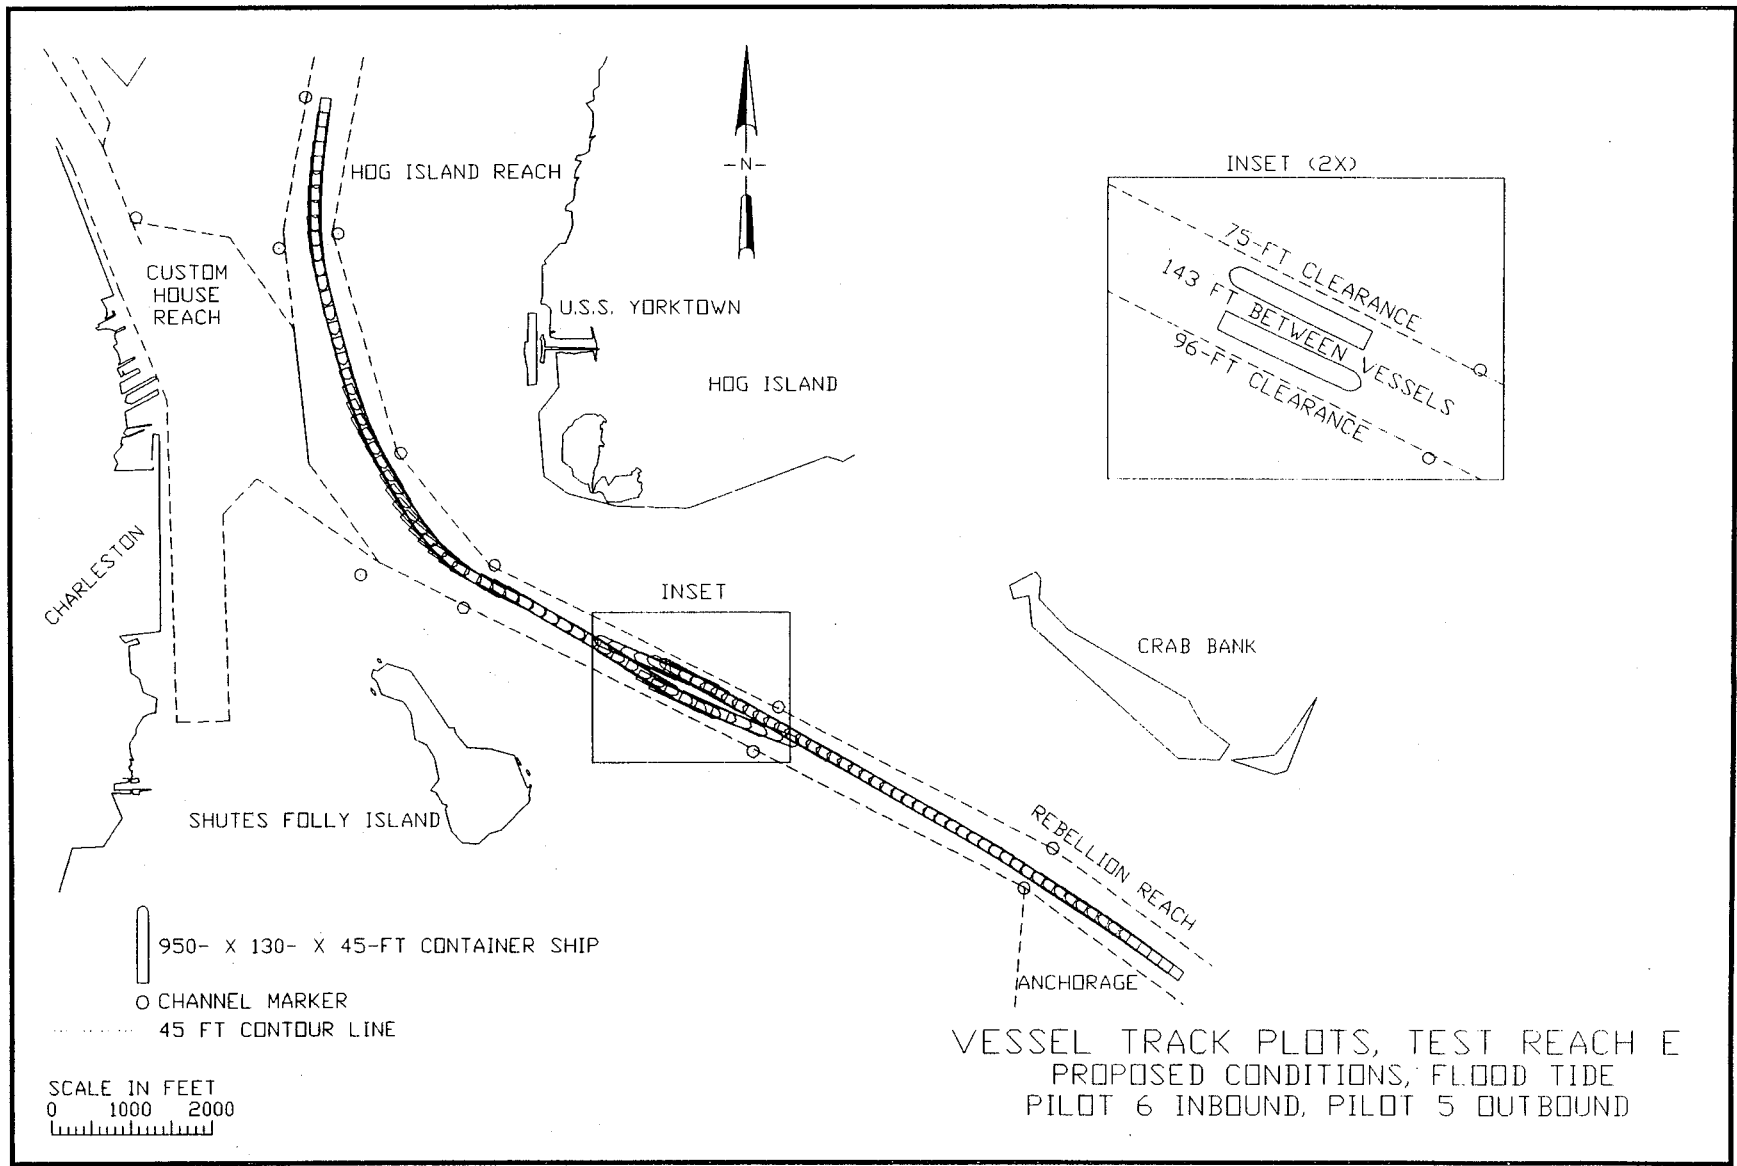 HOG ISLAND REACH
-N-
INSET (2X)
75-FT CLEARANCE
143 FT BETWEEN VESSELS
96-FT CLEARANCE
CUSTOM
HOUSE
REACH
U.S.S. YORKTOWN
HOG ISLAND
CHARLESTON
INSET
CRAB BANK
SHUTES FOLLY ISLAND
REBELLION REACH
ANCHORAGE
950- X 130- X 45-FT CONTAINER SHIP
CHANNEL MARKER
45 FT CONTOUR LINE
SCALE IN FEET
0 1000 2000
VESSEL TRACK PLOTS, TEST REACH E
PROPOSED CONDITIONS, FLOOD TIDE
PILOT 6 INBOUND, PILOT 5 OUTBOUND